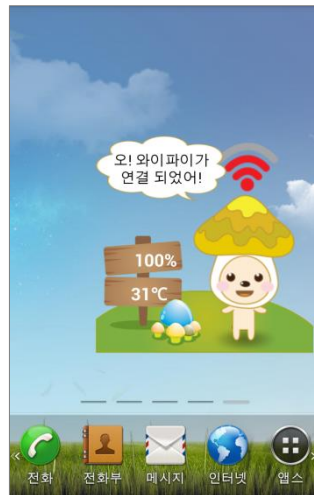 오! 와이파이가
연결 되었어!
100%
31℃
전화
전화부
메시지
인터넷
앱스